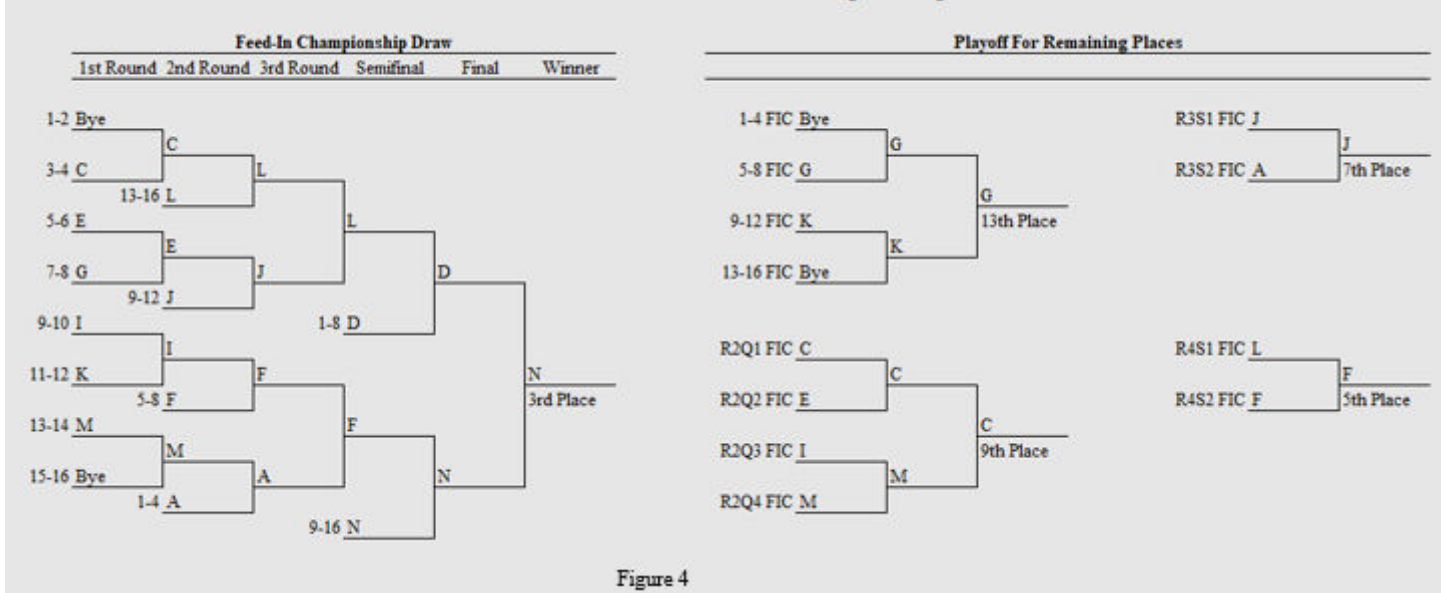 Feed-In Championship Draw
1st Round 2nd Round 3rd Round Semifinal Final Winner
1-2 Bye
C
3-4 C
L
13-16 L
5-6 E
L
E
7-8 G
J
D
9-12 J
9-10 I
1-8 D
I
11-12 K
F
N
5-8 F
3rd Place
13-14 M
F
M
15-16 Bye
A
N
1-4 A
9-16 N
Playoff For Remaining Places
1-4 FIC Bye
G
5-8 FIC G
G
9-12 FIC K
13th Place
K
13-16 FIC Bye
R3S1 FIC J
J
R3S2 FIC A
7th Place
R2Q1 FIC C
C
R2Q2 FIC E
C
R2Q3 FIC I
9th Place
M
R2Q4 FIC M
R4S1 FIC L
F
R4S2 FIC F
5th Place
Figure 4